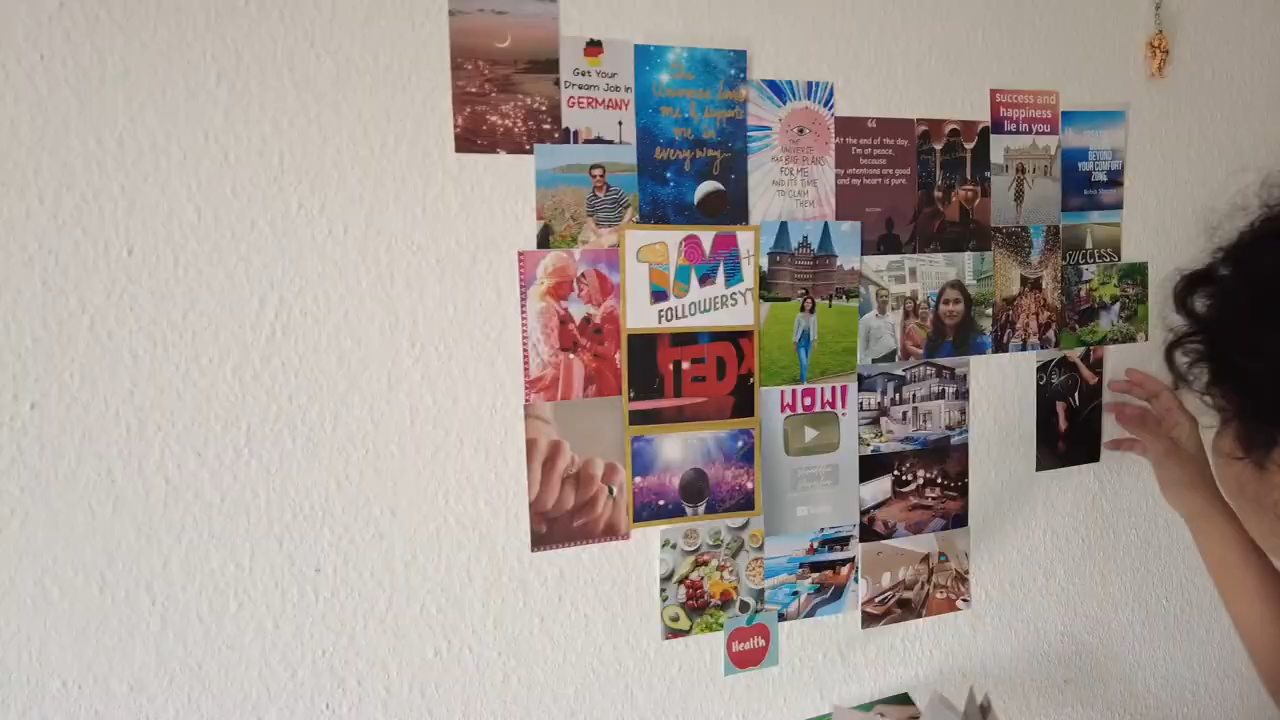 Get Your
Dream Job in
GERMANY
The
Universe loves
me & supports
me in
every way
THE
UNIVERSE
HAS BIG PLANS
FOR ME
AND IT'S TIME
TO CLAIM
THEM
At the end of the day,
I'm at peace,
because
my intentions are good
and my heart is pure.
success and
happiness
lie in you
BEYOND
YOUR COMFORT
ZONE
SUCCESS
1M+
FOLLOWERS YT
TEDx
WOW!
Health